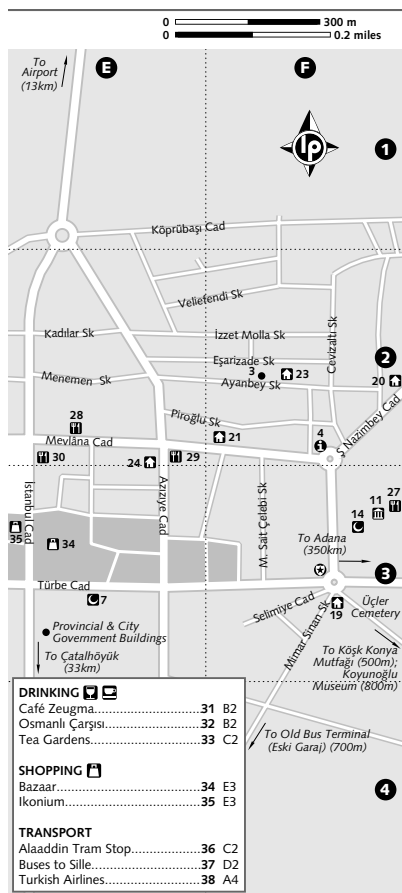 0 300 m
0 0.2 miles
To
Airport
(13km)
E
F
lp
1
Köprübaşı Cad
Veliefendi Sk
Kadılar Sk
İzzet Molla Sk
Cevizaltı Sk
Eşarizade Sk
3
23
2
Menemen Sk
Ayanbey Sk
20
28
Piroğlu Sk
21
4
Ş Nazimbey Cad
Mevlâna Cad
30
24
29
İstanbul Cad
Aziziye Cad
M. Sait Çelebi Sk
27
11
14
35
34
To Adana
(350km)
3
Türbe Cad
7
Selimiye Cad
19
Üçler
Cemetery
Mimar Sinan Sk
Provincial & City
Government Buildings
To Çatalhöyük
(33km)
To Köşk Konya
Mutfağı (500m);
Koyunoğlu
Museum (800m)
To Old Bus Terminal
(Eski Garaj) (700m)
4
DRINKING
Café Zeugma.......................31 B2
Osmanlı Çarşısı....................32 B2
Tea Gardens........................33 C2
SHOPPING
Bazaar................................34 E3
Ikonium..............................35 E3
TRANSPORT
Alaaddin Tram Stop..............36 C2
Buses to Sille.......................37 D2
Turkish Airlines....................38 A4